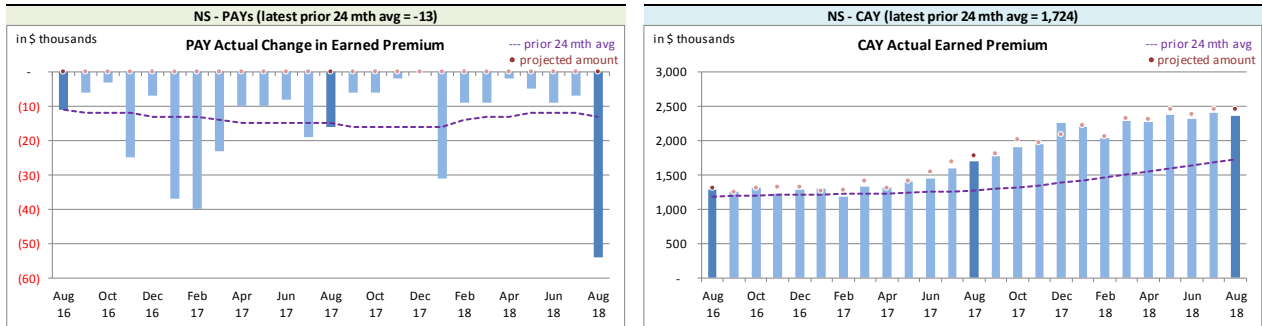 NS - PAYs (latest prior 24 mth avg = -13)
in $ thousands
PAY Actual Change in Earned Premium
--- prior 24 mth avg
● projected amount
-
(10)
(20)
(30)
(40)
(50)
(60)
Aug Oct Dec Feb Apr Jun Aug Oct Dec Feb Apr Jun Aug
16 16 16 17 17 17 17 17 17 18 18 18 18
NS - CAY (latest prior 24 mth avg = 1,724)
in $ thousands
CAY Actual Earned Premium
--- prior 24 mth avg
● projected amount
3,000
2,500
2,000
1,500
1,000
500
-
Aug Oct Dec Feb Apr Jun Aug Oct Dec Feb Apr Jun Aug
16 16 16 17 17 17 17 17 17 18 18 18 18